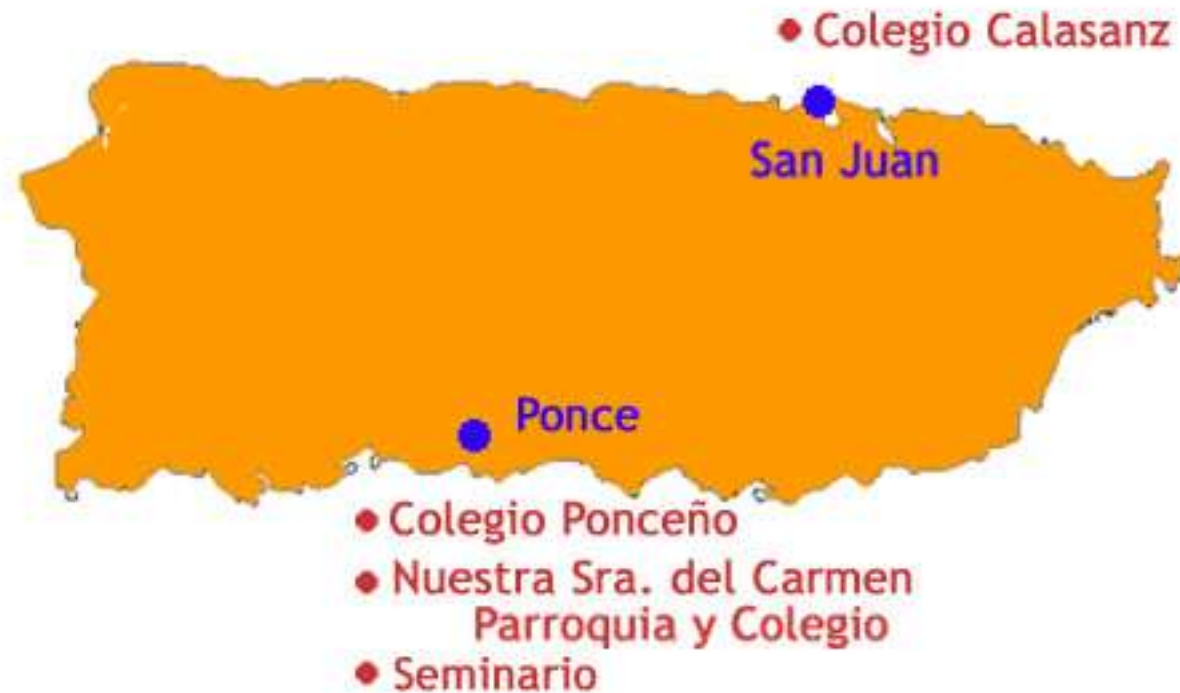 • Colegio Calasanz
San Juan
Ponce
• Colegio Ponceño
• Nuestra Sra. del Carmen
Parroquia y Colegio
• Seminario